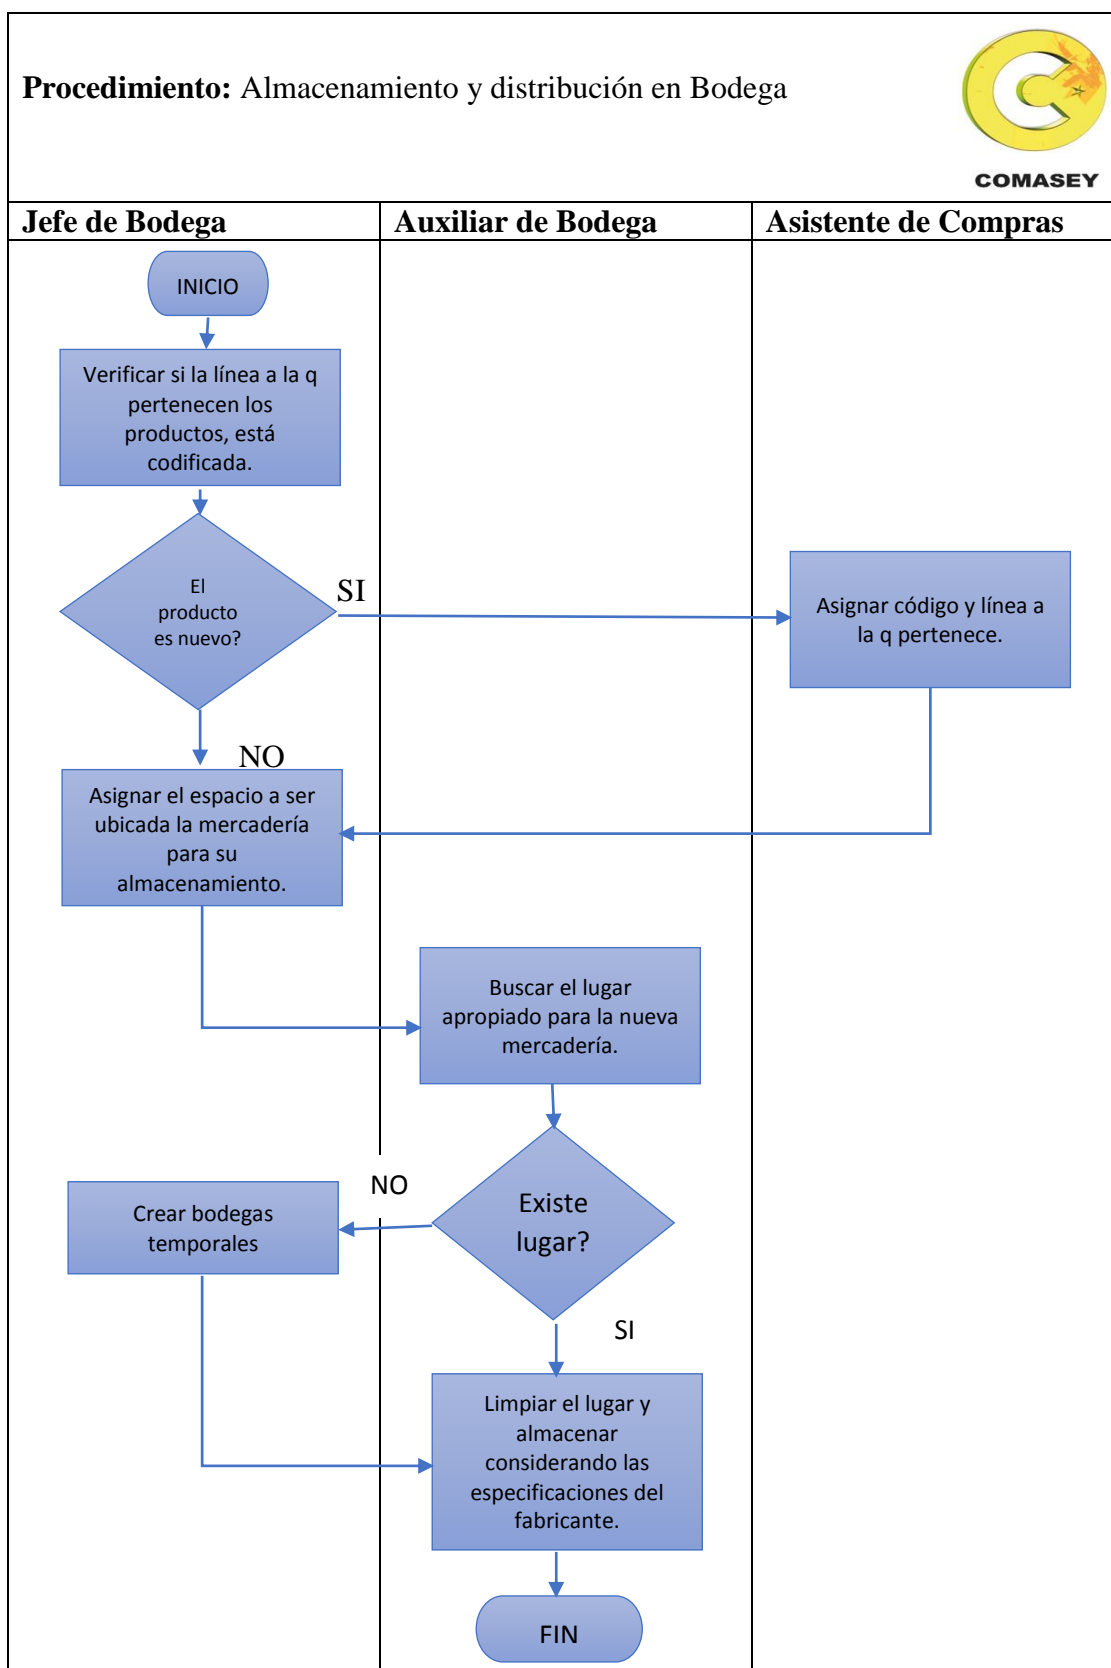 Procedimiento: Almacenamiento y distribución en Bodega
COMASEY
Jefe de Bodega
Auxiliar de Bodega
Asistente de Compras
INICIO
Verificar si la línea a la q
pertenecen los
productos, está
codificada.
El
producto
es nuevo?
SI
Asignar código y línea a
la q pertenece.
NO
Asignar el espacio a ser
ubicada la mercadería
para su
almacenamiento.
Buscar el lugar
apropiado para la nueva
mercadería.
Existe
lugar?
NO
Crear bodegas
temporales
SI
Limpiar el lugar y
almacenar
considerando las
especificaciones del
fabricante.
FIN